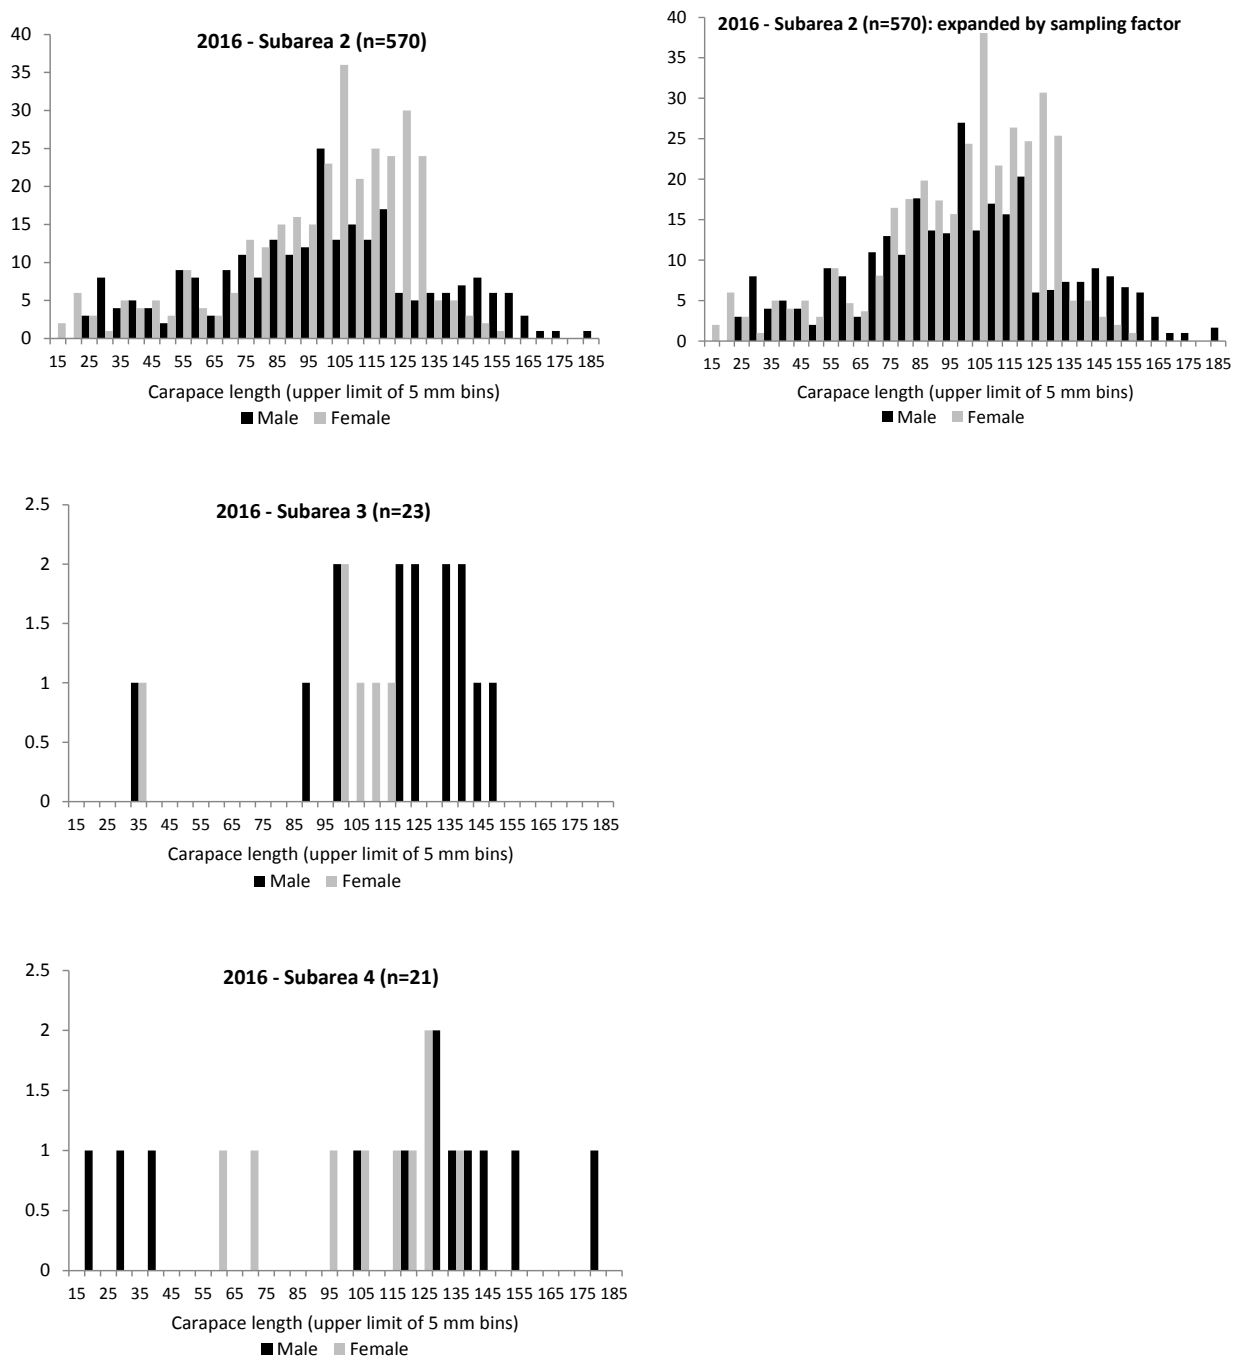 2016 - Subarea 2 (n=570)
40
35
30
25
20
15
10
5
0
15 25 35 45 55 65 75 85 95 105 115 125 135 145 155 165 175 185
Carapace length (upper limit of 5 mm bins)
Male Female
2016 - Subarea 2 (n=570): expanded by sampling factor
40
35
30
25
20
15
10
5
0
15 25 35 45 55 65 75 85 95 105 115 125 135 145 155 165 175 185
Carapace length (upper limit of 5 mm bins)
Male Female
2016 - Subarea 3 (n=23)
2.5
2
1.5
1
0.5
0
15 25 35 45 55 65 75 85 95 105 115 125 135 145 155 165 175 185
Carapace length (upper limit of 5 mm bins)
Male Female
2016 - Subarea 4 (n=21)
2.5
2
1.5
1
0.5
0
15 25 35 45 55 65 75 85 95 105 115 125 135 145 155 165 175 185
Carapace length (upper limit of 5 mm bins)
Male Female